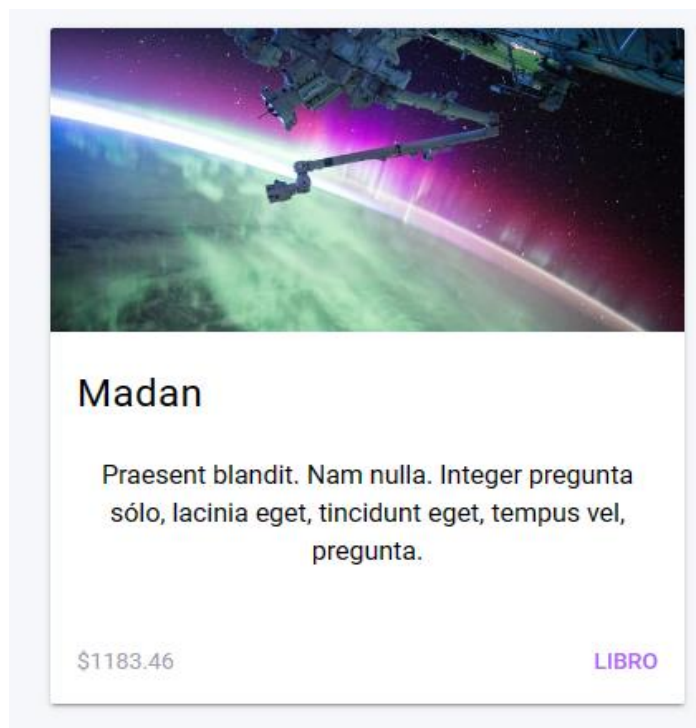 Madan
Praesent blandit. Nam nulla. Integer pregunta
sólo, lacinia eget, tincidunt eget, tempus vel,
pregunta.
$1183.46
LIBRO